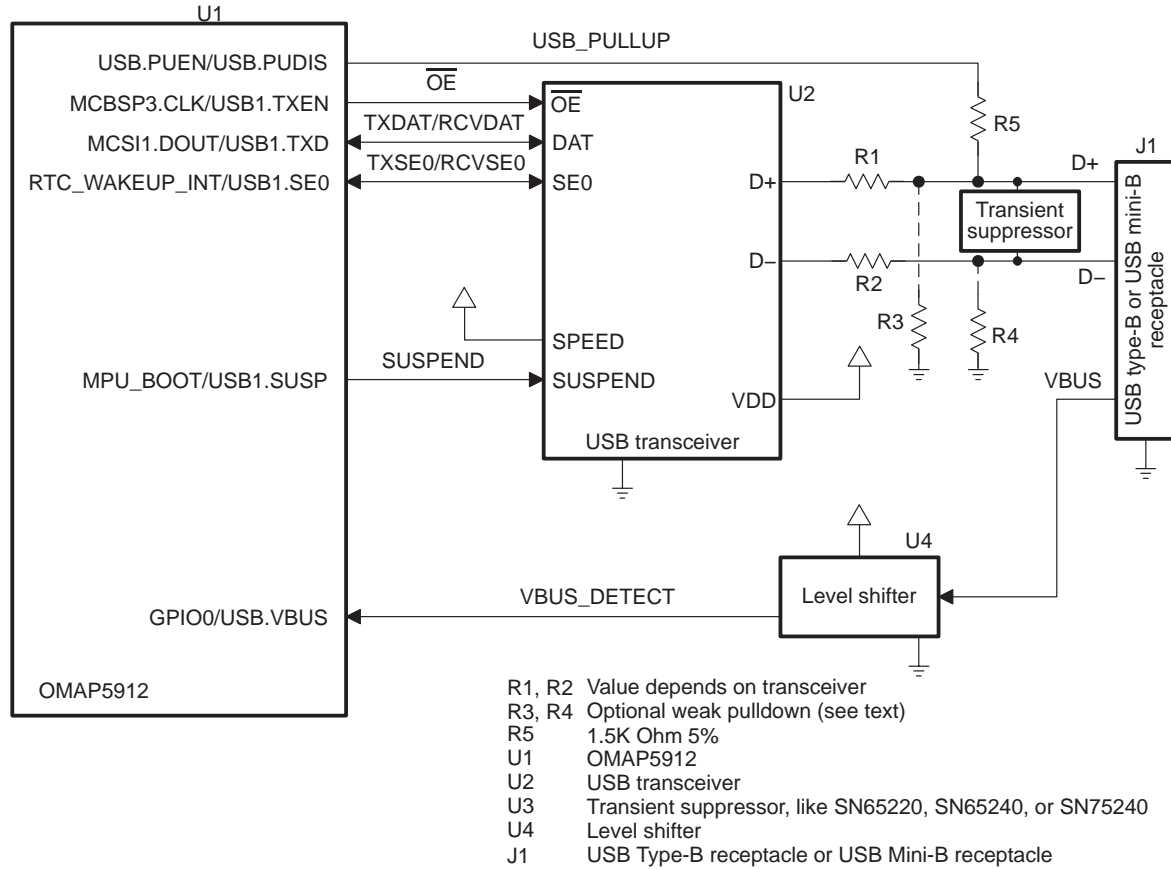 U1
USB_PULLUP
USB.PUEN/USB.PUDIS
OE
MCBSP3.CLK/USB1.TXEN
OE
U2
R5
TXDAT/RCVDAT
MCSI1.DOUT/USB1.TXD
DAT
J1
TXSE0/RCVSE0
R1
D+
RTC_WAKEUP_INT/USB1.SE0
SE0
D+
Transient
suppressor
D−
R2
D−
USB type-B or USB mini-B
receptacle
R3
R4
SPEED
SUSPEND
MPU_BOOT/USB1.SUSP
SUSPEND
VBUS
VDD
USB transceiver
U4
VBUS_DETECT
Level shifter
GPIO0/USB.VBUS
OMAP5912
R1, R2 Value depends on transceiver
R3, R4 Optional weak pulldown (see text)
R5 1.5K Ohm 5%
U1 OMAP5912
U2 USB transceiver
U3 Transient suppressor, like SN65220, SN65240, or SN75240
U4 Level shifter
J1 USB Type-B receptacle or USB Mini-B receptacle